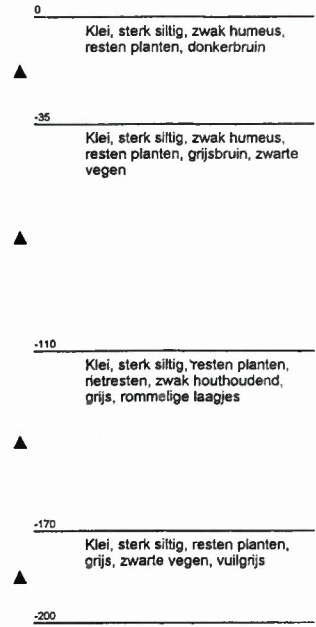 0
Klei, sterk siltig, zwak humeus,
resten planten, donkerbruin
-35
Klei, sterk siltig, zwak humeus,
resten planten, grijsbruin, zwarte
vegen
-110
Klei, sterk siltig, resten planten,
rietresten, zwak houthoudend,
grijs, rommelige laagjes
-170
Klei, sterk siltig, resten planten,
grijs, zwarte vegen, vuilgrijs
-200